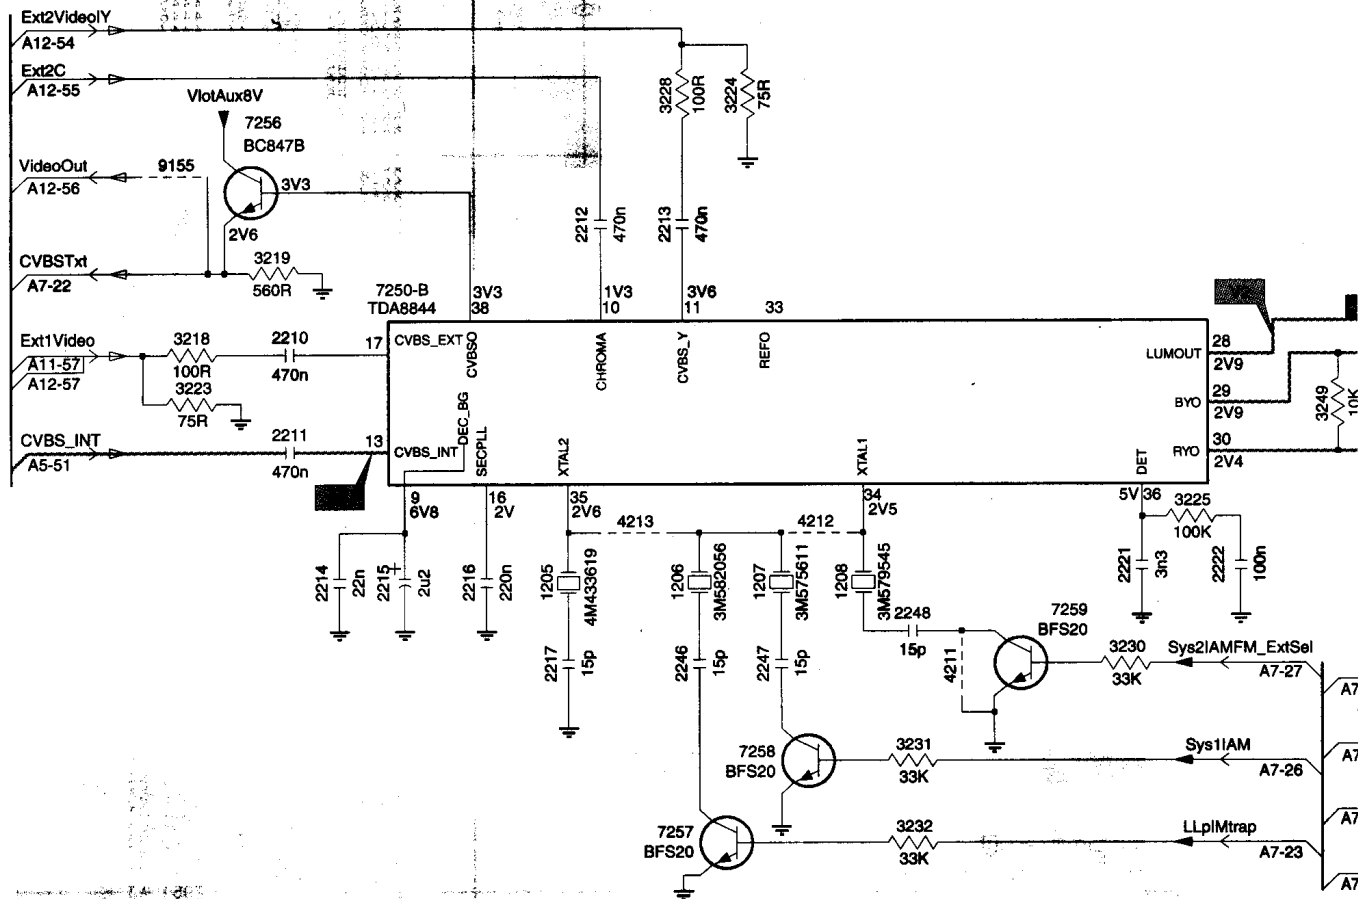 Ext2VideoIY
A12-54
Ext2C
A12-55
VlotAux8V
7256
BC847B
VideoOut
A12-56
9155
3V3
2V6
CVBSTxt
A7-22
3219
560R
3228
100R
3224
75R
2212
470n
2213
470n
7250-B
TDA8844
3V3
38
1V3
10
3V6
11
33
Ext1Video
A11-57
A12-57
3218
100R
2210
470n
17
3223
75R
CVBS_EXT
CVBSO
CHROMA
CVBS_Y
REFO
LUMOUT
28
2V9
BYO
29
2V9
RYO
30
2V4
3249
10K
CVBS_INT
A5-51
2211
470n
13
CVBS_INT
DEC_BG
SECPLL
XTAL2
XTAL1
DET
9
6V8
16
2V
35
2V6
34
2V5
5V
36
3225
100K
4213
4212
2214
22n
2215
+
2u2
2216
220n
1205
4M433619
1206
3M582056
1207
3M575611
1208
3M579545
2221
3n3
2222
100n
2217
15p
2246
15p
2247
15p
2248
15p
4211
7259
BFS20
3230
33K
Sys2IAMFM_ExtSel
A7-27
7258
BFS20
3231
33K
Sys1IAM
A7-26
7257
BFS20
3232
33K
LLpIMtrap
A7-23
A7
A7
A7
A7